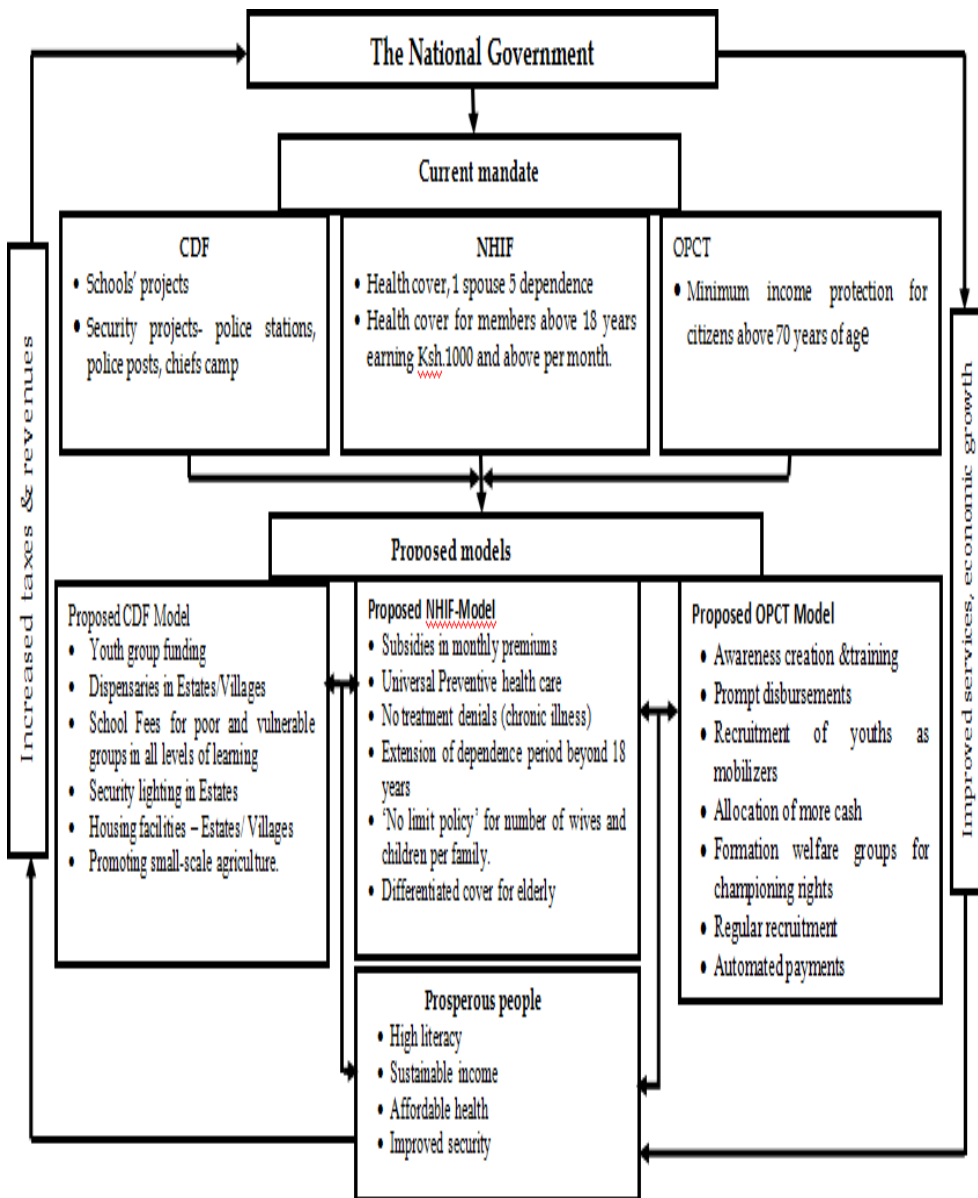 The National Government
Current mandate
CDF
• Schools’ projects
• Security projects- police stations,
police posts, chiefs camp
NHIF
• Health cover, 1 spouse 5 dependence
• Health cover for members above 18 years
earning Ksh.1000 and above per month.
OPCT
• Minimum income protection for
citizens above 70 years of age
Increased taxes & revenues
Improved services, economic growth
Proposed models
Proposed CDF Model
• Youth group funding
• Dispensaries in Estates/Villages
• School Fees for poor and vulnerable
groups in all levels of learning
• Security lighting in Estates
• Housing facilities – Estates/ Villages
• Promoting small-scale agriculture.
Proposed NHIF-Model
• Subsidies in monthly premiums
• Universal Preventive health care
• No treatment denials (chronic illness)
• Extension of dependence period beyond 18
years
• ‘No limit policy’ for number of wives and
children per family.
• Differentiated cover for elderly
Proposed OPCT Model
• Awareness creation &training
• Prompt disbursements
• Recruitment of youths as
mobilizers
• Allocation of more cash
• Formation welfare groups for
championing rights
• Regular recruitment
• Automated payments
Prosperous people
• High literacy
• Sustainable income
• Affordable health
• Improved security